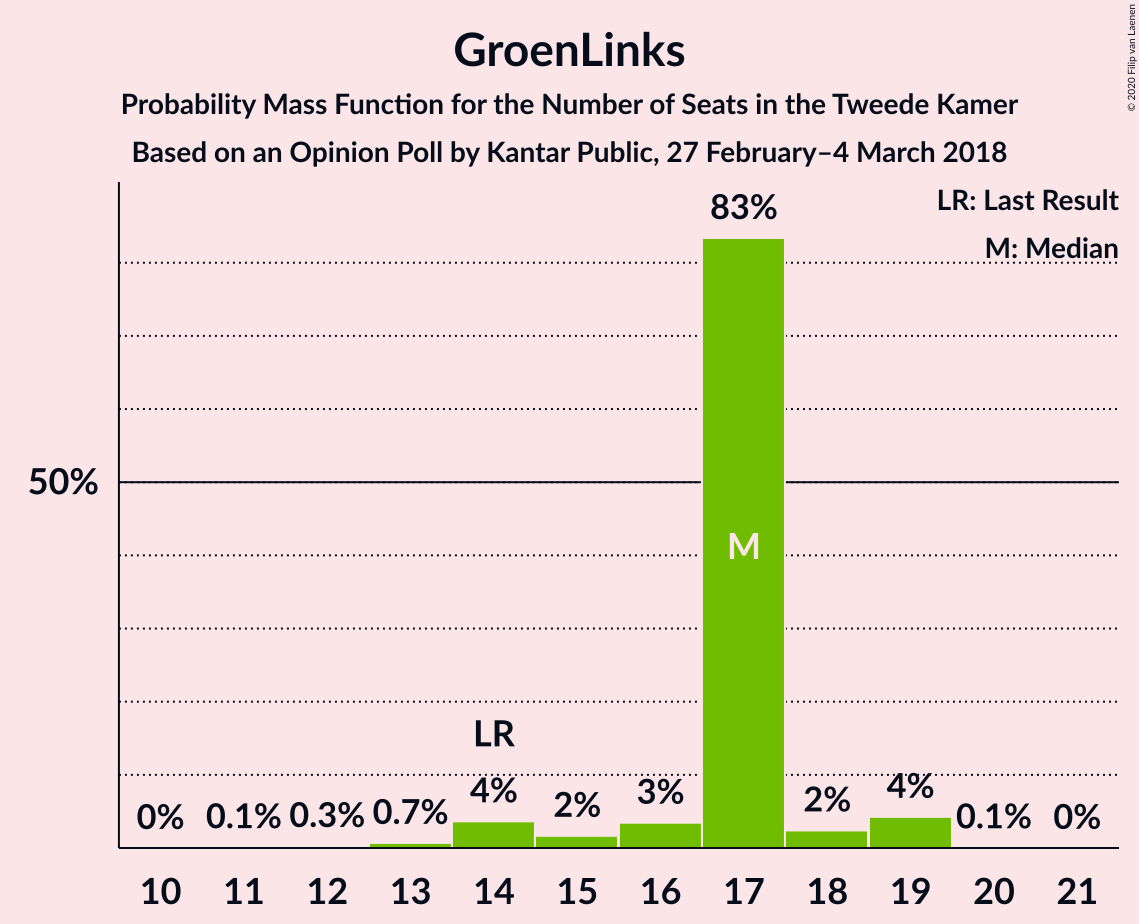 GroenLinks
Probability Mass Function for the Number of Seats in the Tweede Kamer
Based on an Opinion Poll by Kantar Public, 27 February–4 March 2018
© 2020 Filip van Laenen
LR: Last Result
M: Median
83%
50%
M
LR
0% 0.1% 0.3% 0.7% 4% 2% 3% 2% 4% 0.1% 0%
10 11 12 13 14 15 16 17 18 19 20 21